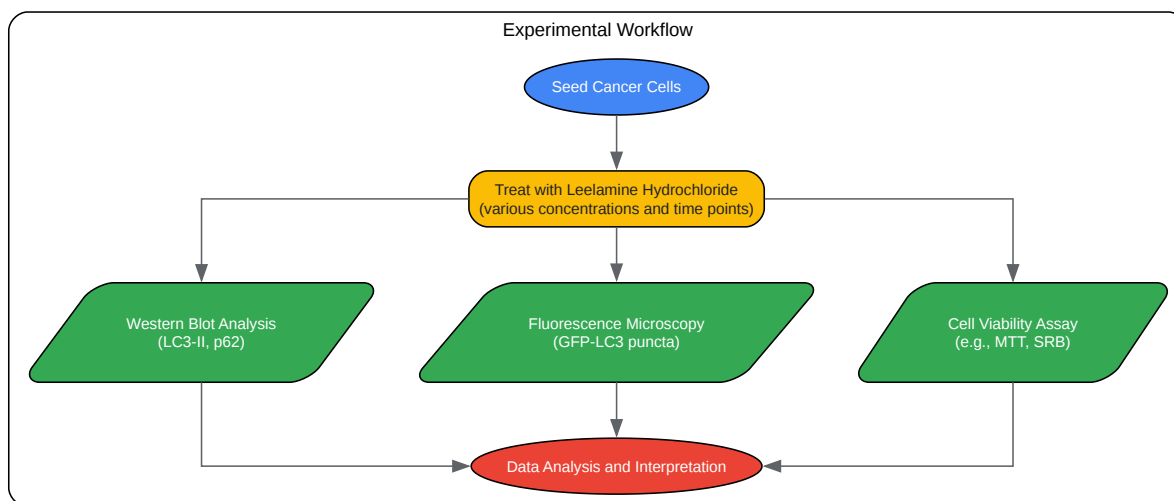 Experimental Workflow
Seed Cancer Cells
Treat with Leelamine Hydrochloride
(various concentrations and time points)
Western Blot Analysis
(LC3-II, p62)
Fluorescence Microscopy
(GFP-LC3 puncta)
Cell Viability Assay
(e.g., MTT, SRB)
Data Analysis and Interpretation